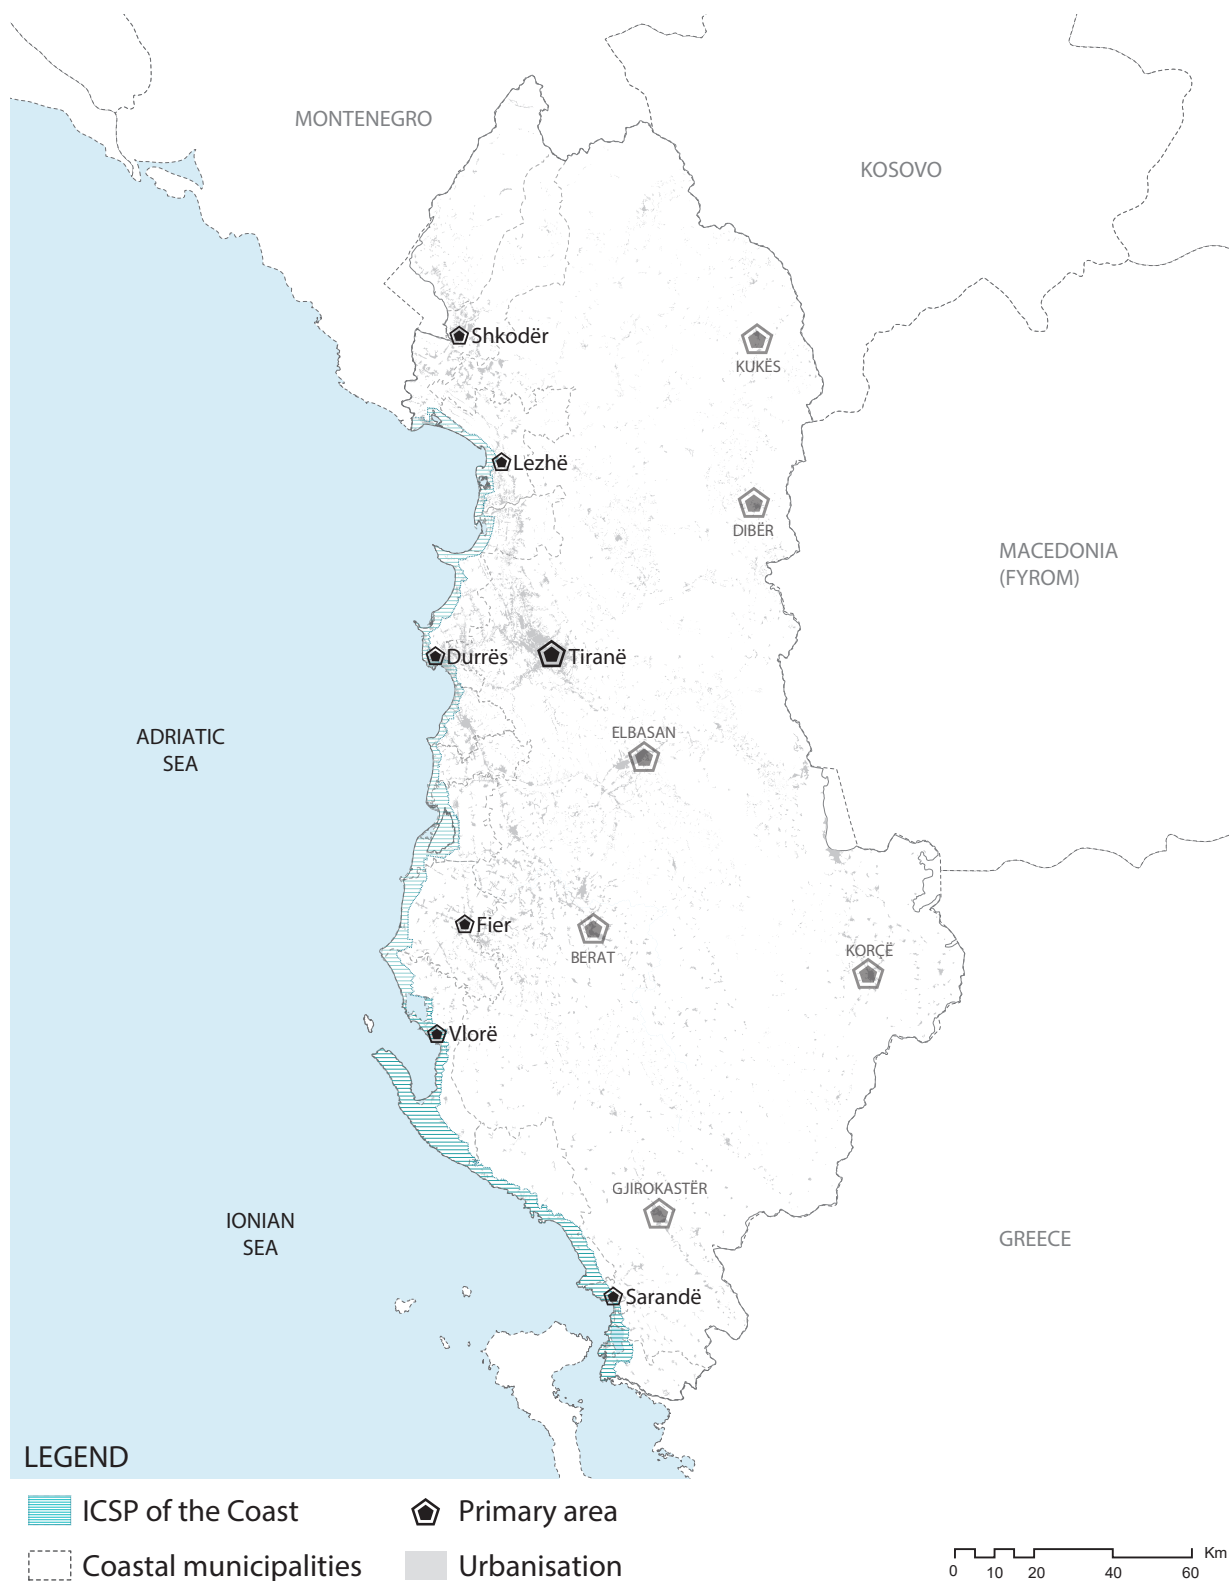 MONTENEGRO
KOSOVO
Shkodër
KUKËS
Lezhë
DIBËR
MACEDONIA
(FYROM)
Durrës
Tiranë
ADRIATIC
SEA
ELBASAN
Fier
BERAT
KORÇË
Vlorë
GJIROKASTËR
IONIAN
SEA
GREECE
Sarandë
LEGEND
ICSP of the Coast
Primary area
Coastal municipalities
Urbanisation
Km
0 10 20 40 60